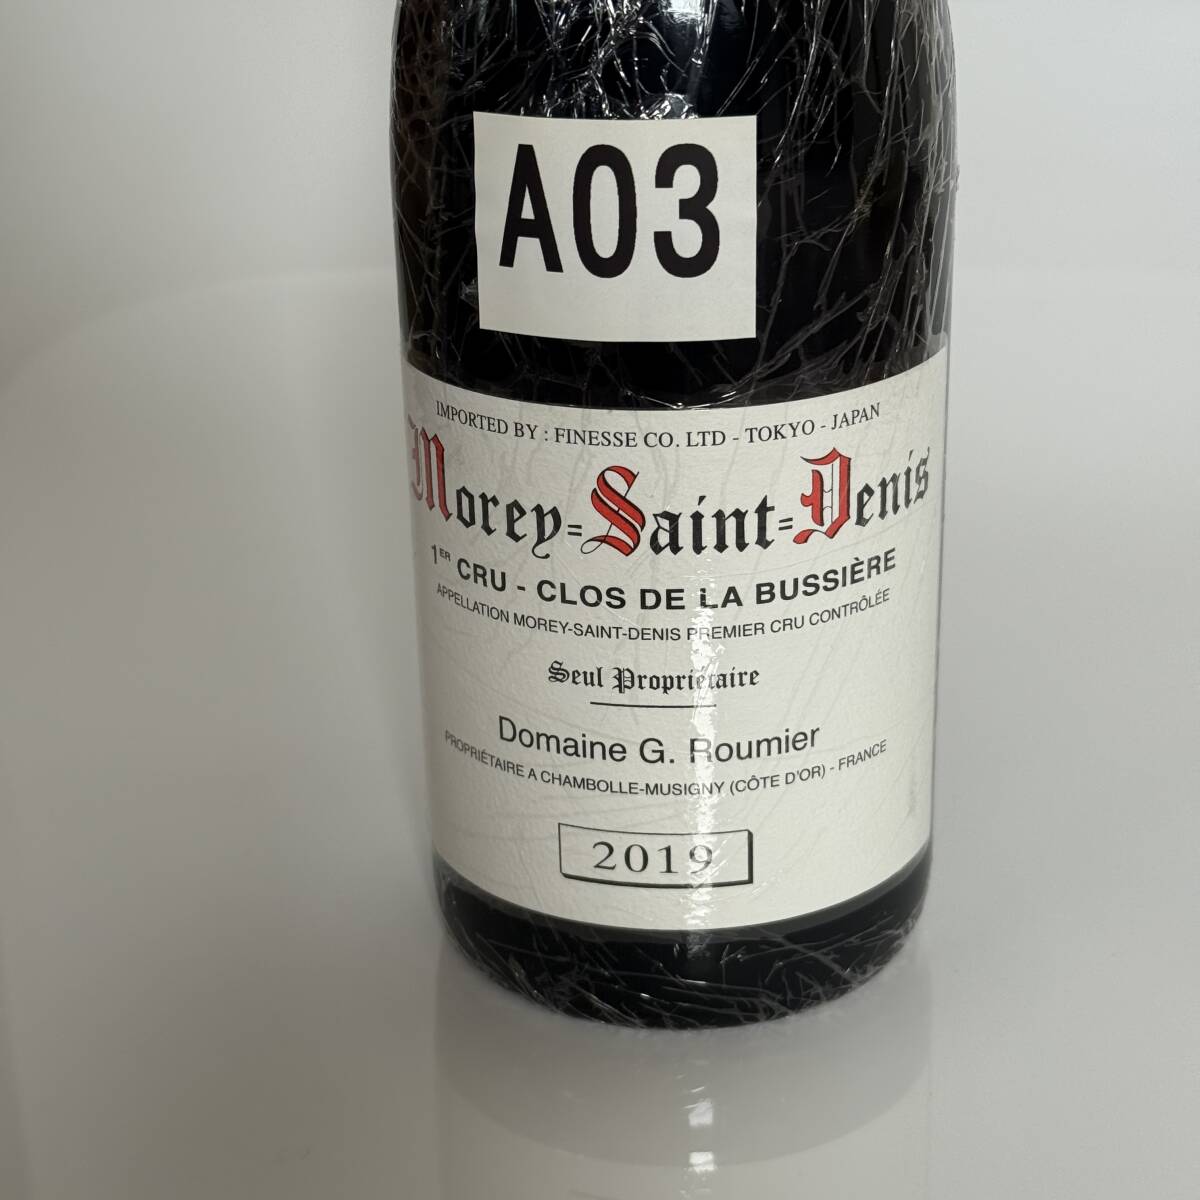 A03
IMPORTED BY : FINESSE CO. LTD - TOKYO - JAPAN
Morey=Saint=Denis
1ER CRU - CLOS DE LA BUSSIÈRE
APPELLATION MOREY-SAINT-DENIS PREMIER CRU CONTRÔLÉE
Seul Propriétaire
Domaine G. Roumier
PROPRIÉTAIRE A CHAMBOLLE-MUSIGNY (CÔTE D'OR) - FRANCE
2019